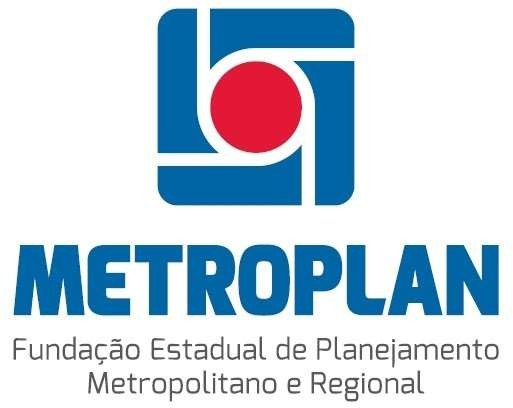 METROPLAN
Fundação Estadual de Planejamento
Metropolitano e Regional